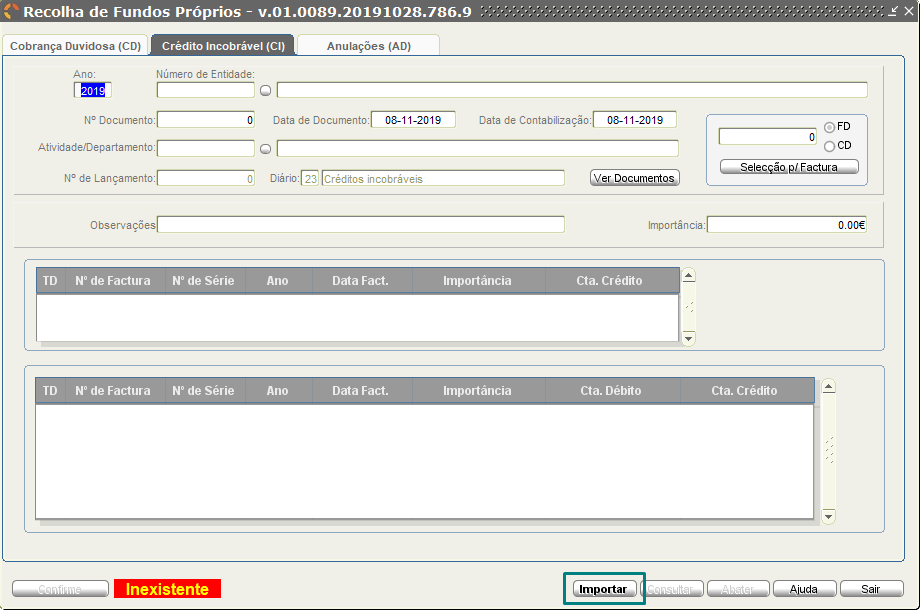 Recolha de Fundos Próprios - v.01.0089.20191028.786.9
Cobrança Duvidosa (CD) Crédito Incobrável (CI) Anulações (AD)
Ano: Número de Entidade:
2019
Nº Documento: 0 Data de Documento: 08-11-2019 Data de Contabilização: 08-11-2019
0 FD
CD
Atividade/Departamento:
Selecção p/ Factura
Nº de Lançamento: 0 Diário: 23 Créditos incobráveis Ver Documentos
Observações Importância: 0.00€
TD Nº de Factura Nº de Série Ano Data Fact. Importância Cta. Crédito
TD Nº de Factura Nº de Série Ano Data Fact. Importância Cta. Débito Cta. Crédito
Confirme Inexistente Importar Consultar Abater Ajuda Sair